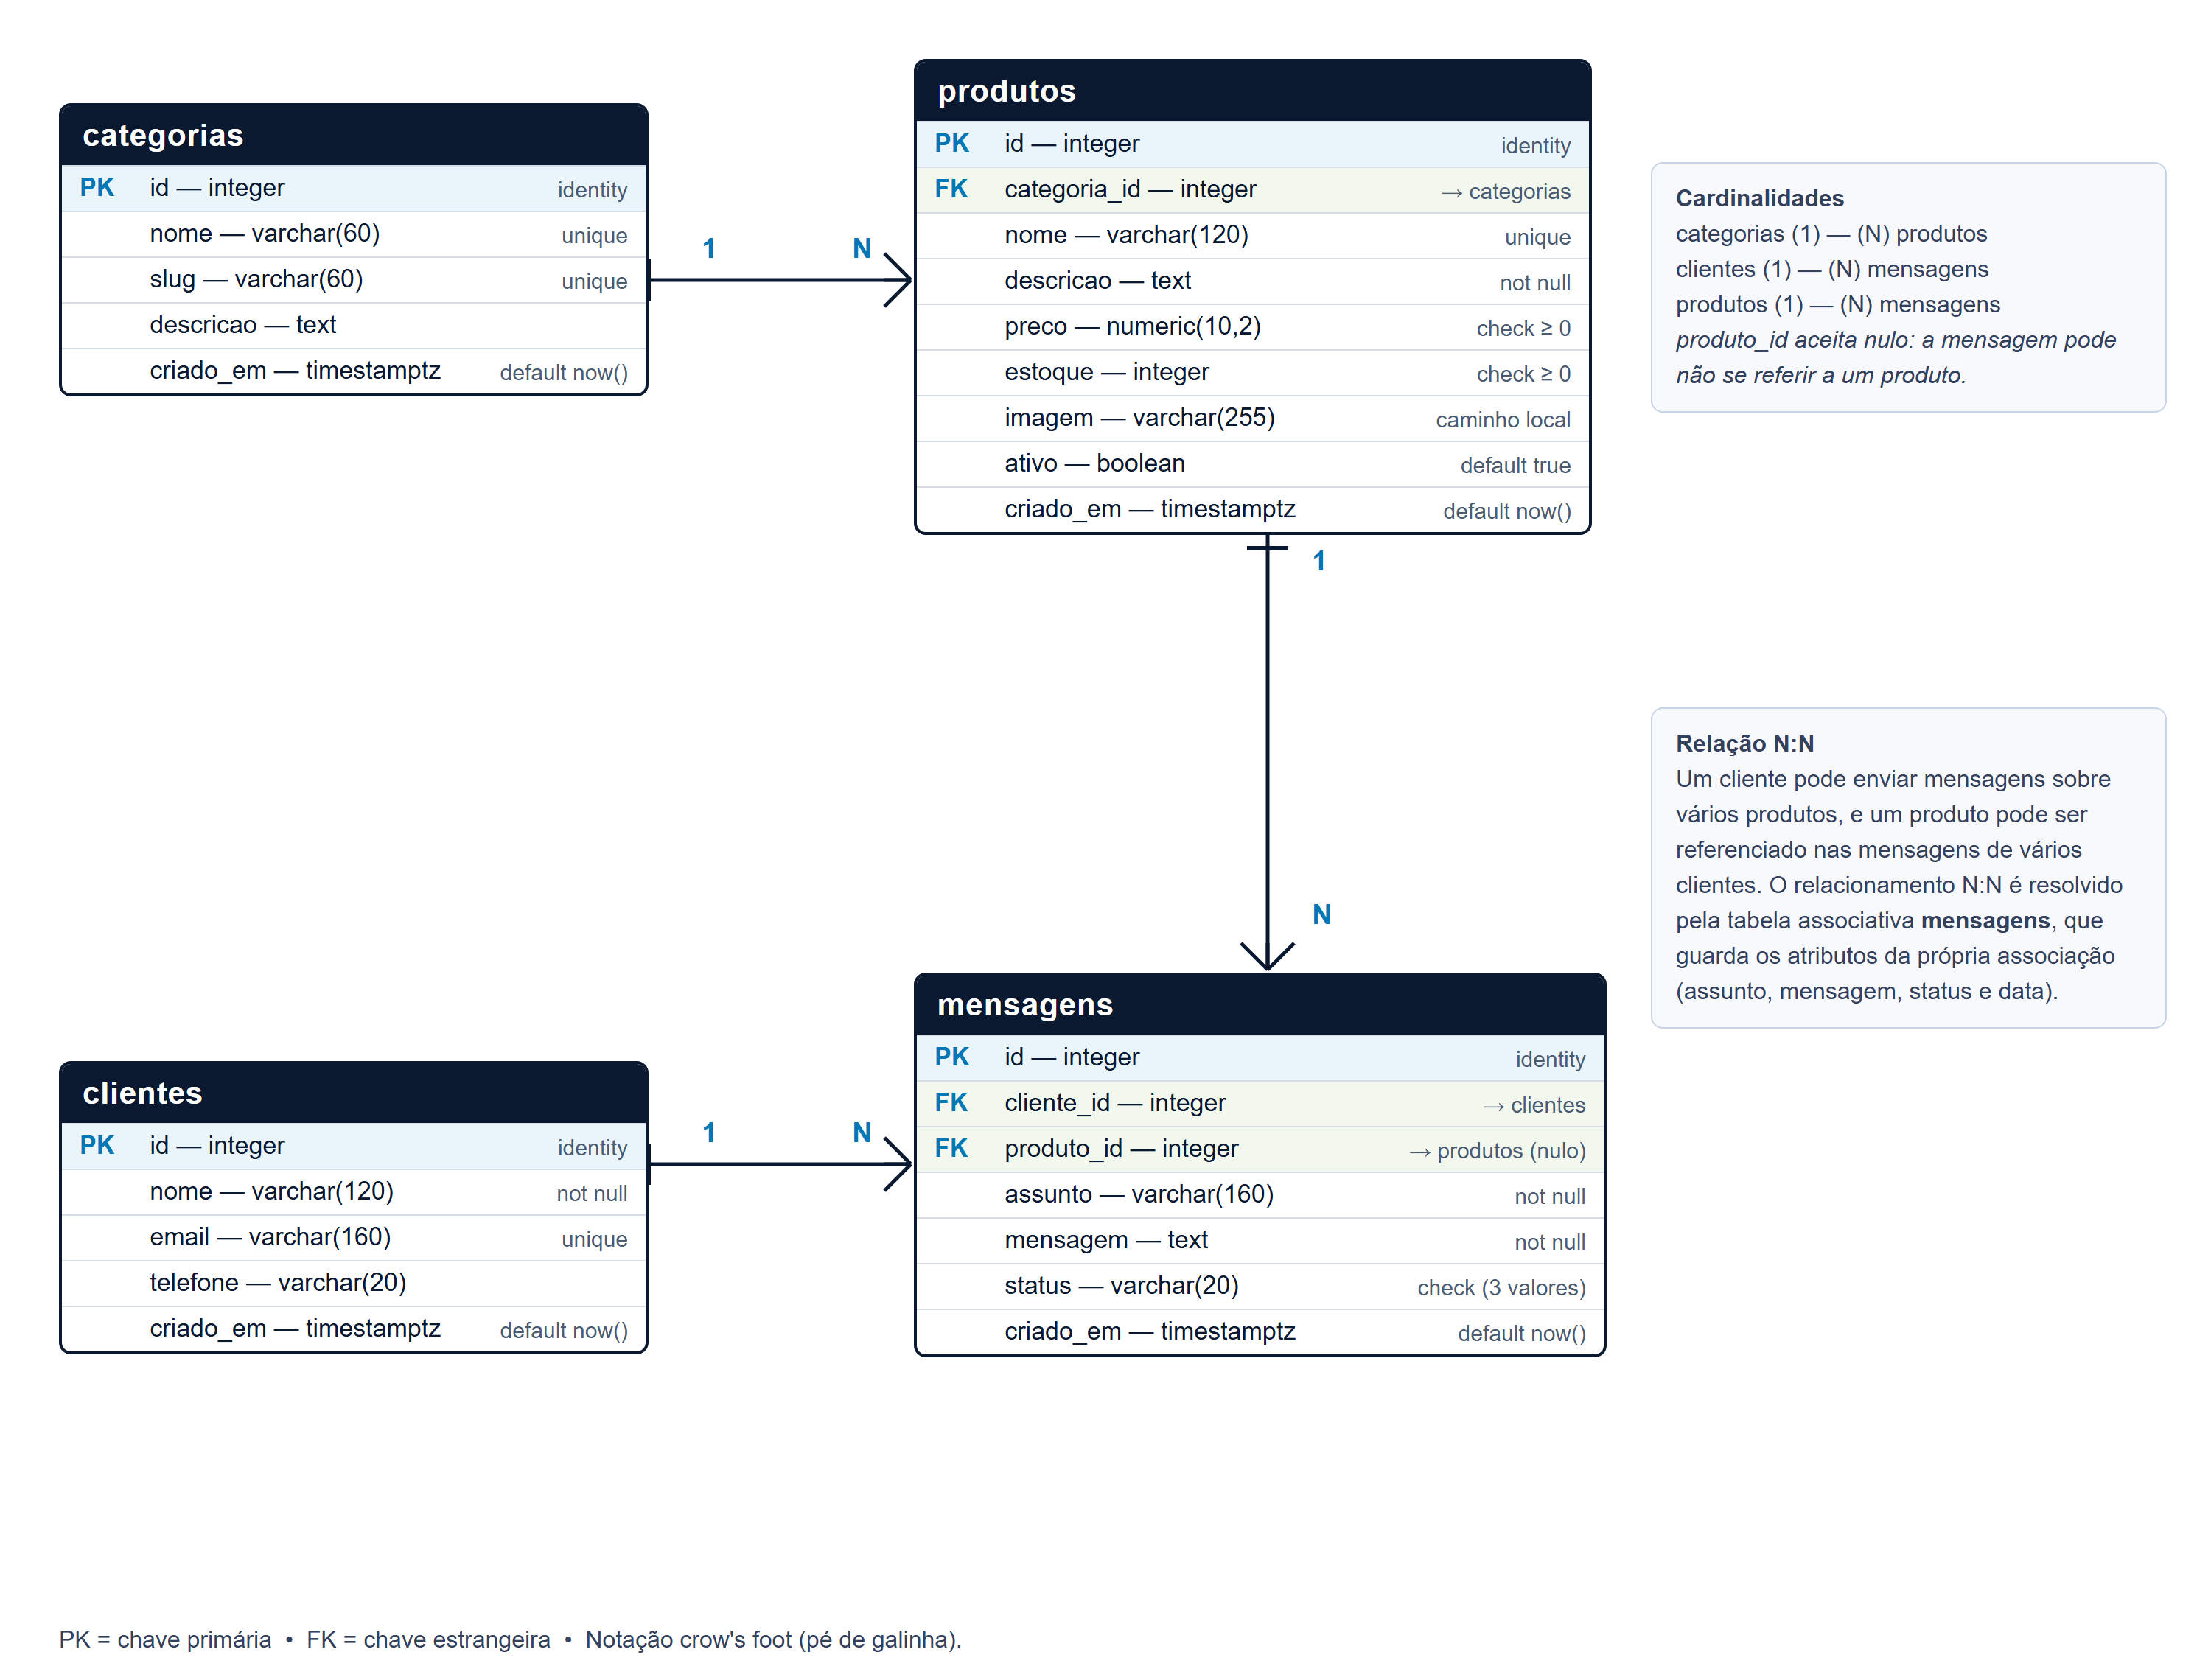 categorias
PK id — integer identity
nome — varchar(60) unique
slug — varchar(60) unique
descricao — text
criado_em — timestamptz default now()
1 N
produtos
PK id — integer identity
FK categoria_id — integer → categorias
nome — varchar(120) unique
descricao — text not null
preco — numeric(10,2) check ≥ 0
estoque — integer check ≥ 0
imagem — varchar(255) caminho local
ativo — boolean default true
criado_em — timestamptz default now()
Cardinalidades
categorias (1) — (N) produtos
clientes (1) — (N) mensagens
produtos (1) — (N) mensagens
produto_id aceita nulo: a mensagem pode
não se referir a um produto.
1
N
Relação N:N
Um cliente pode enviar mensagens sobre
vários produtos, e um produto pode ser
referenciado nas mensagens de vários
clientes. O relacionamento N:N é resolvido
pela tabela associativa mensagens, que
guarda os atributos da própria associação
(assunto, mensagem, status e data).
clientes
PK id — integer identity
nome — varchar(120) not null
email — varchar(160) unique
telefone — varchar(20)
criado_em — timestamptz default now()
1 N
mensagens
PK id — integer identity
FK cliente_id — integer → clientes
FK produto_id — integer → produtos (nulo)
assunto — varchar(160) not null
mensagem — text not null
status — varchar(20) check (3 valores)
criado_em — timestamptz default now()
PK = chave primária • FK = chave estrangeira • Notação crow's foot (pé de galinha).